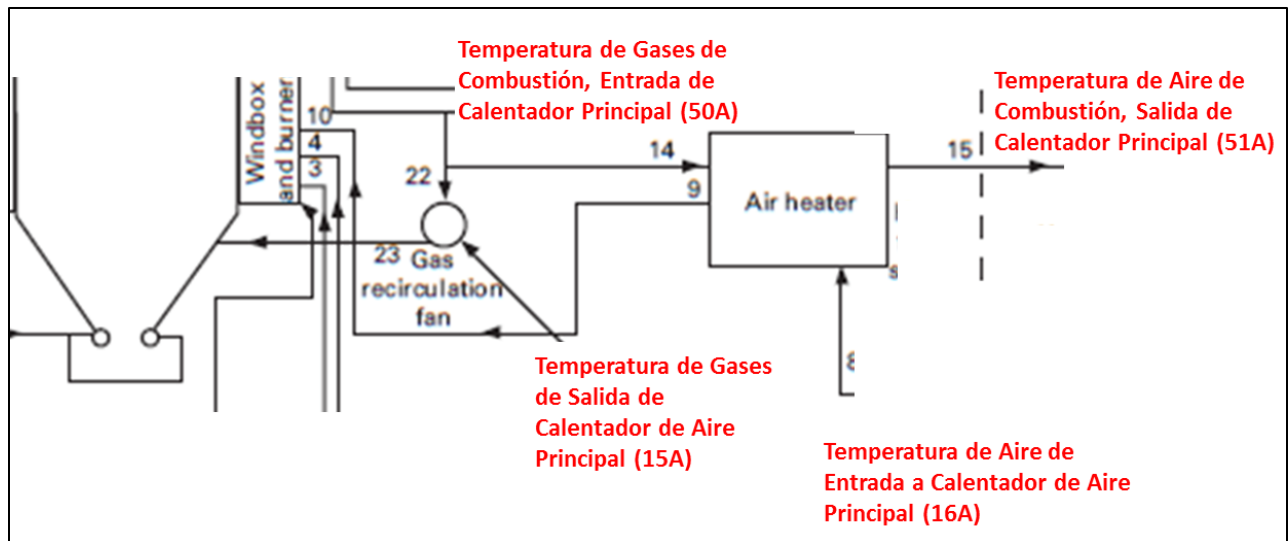 Temperatura de Gases de
Combustión, Entrada de
Calentador Principal (50A)
Temperatura de Aire de
Combustión, Salida de
Calentador Principal (51A)
Windbox
and burner
10
4
3
22
14
9
15
Air heater
23 Gas
recirculation
fan
8
Temperatura de Gases
de Salida de
Calentador de Aire
Principal (15A)
Temperatura de Aire de
Entrada a Calentador de Aire
Principal (16A)